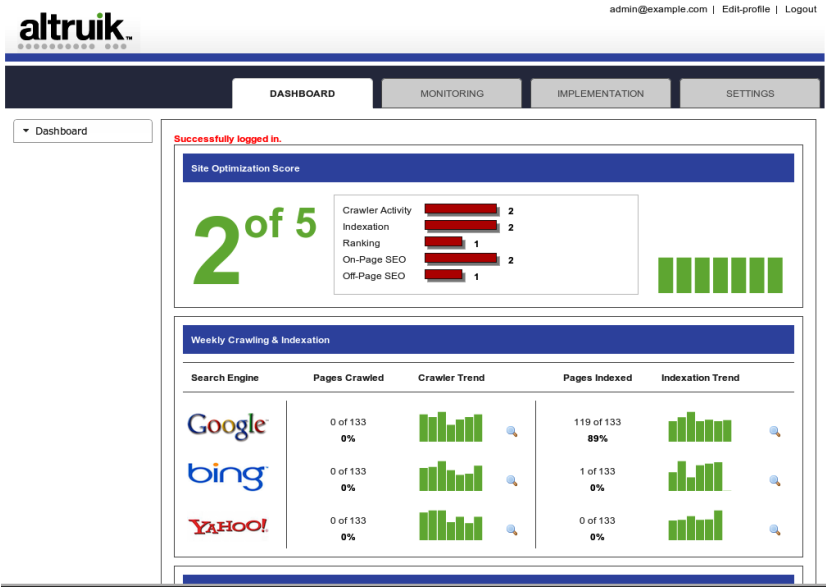 admin@example.com | Edit-profile | Logout
altruik™
DASHBOARD MONITORING IMPLEMENTATION SETTINGS
Dashboard
Successfully logged in.
Site Optimization Score
2 of 5
Crawler Activity 2
Indexation 2
Ranking 1
On-Page SEO 2
Off-Page SEO 1
Weekly Crawling & Indexation
Search Engine Pages Crawled Crawler Trend Pages Indexed Indexation Trend
Google 0 of 133 119 of 133
0% 89%
bing 0 of 133 1 of 133
0% 0%
YAHOO! 0 of 133 0 of 133
0% 0%